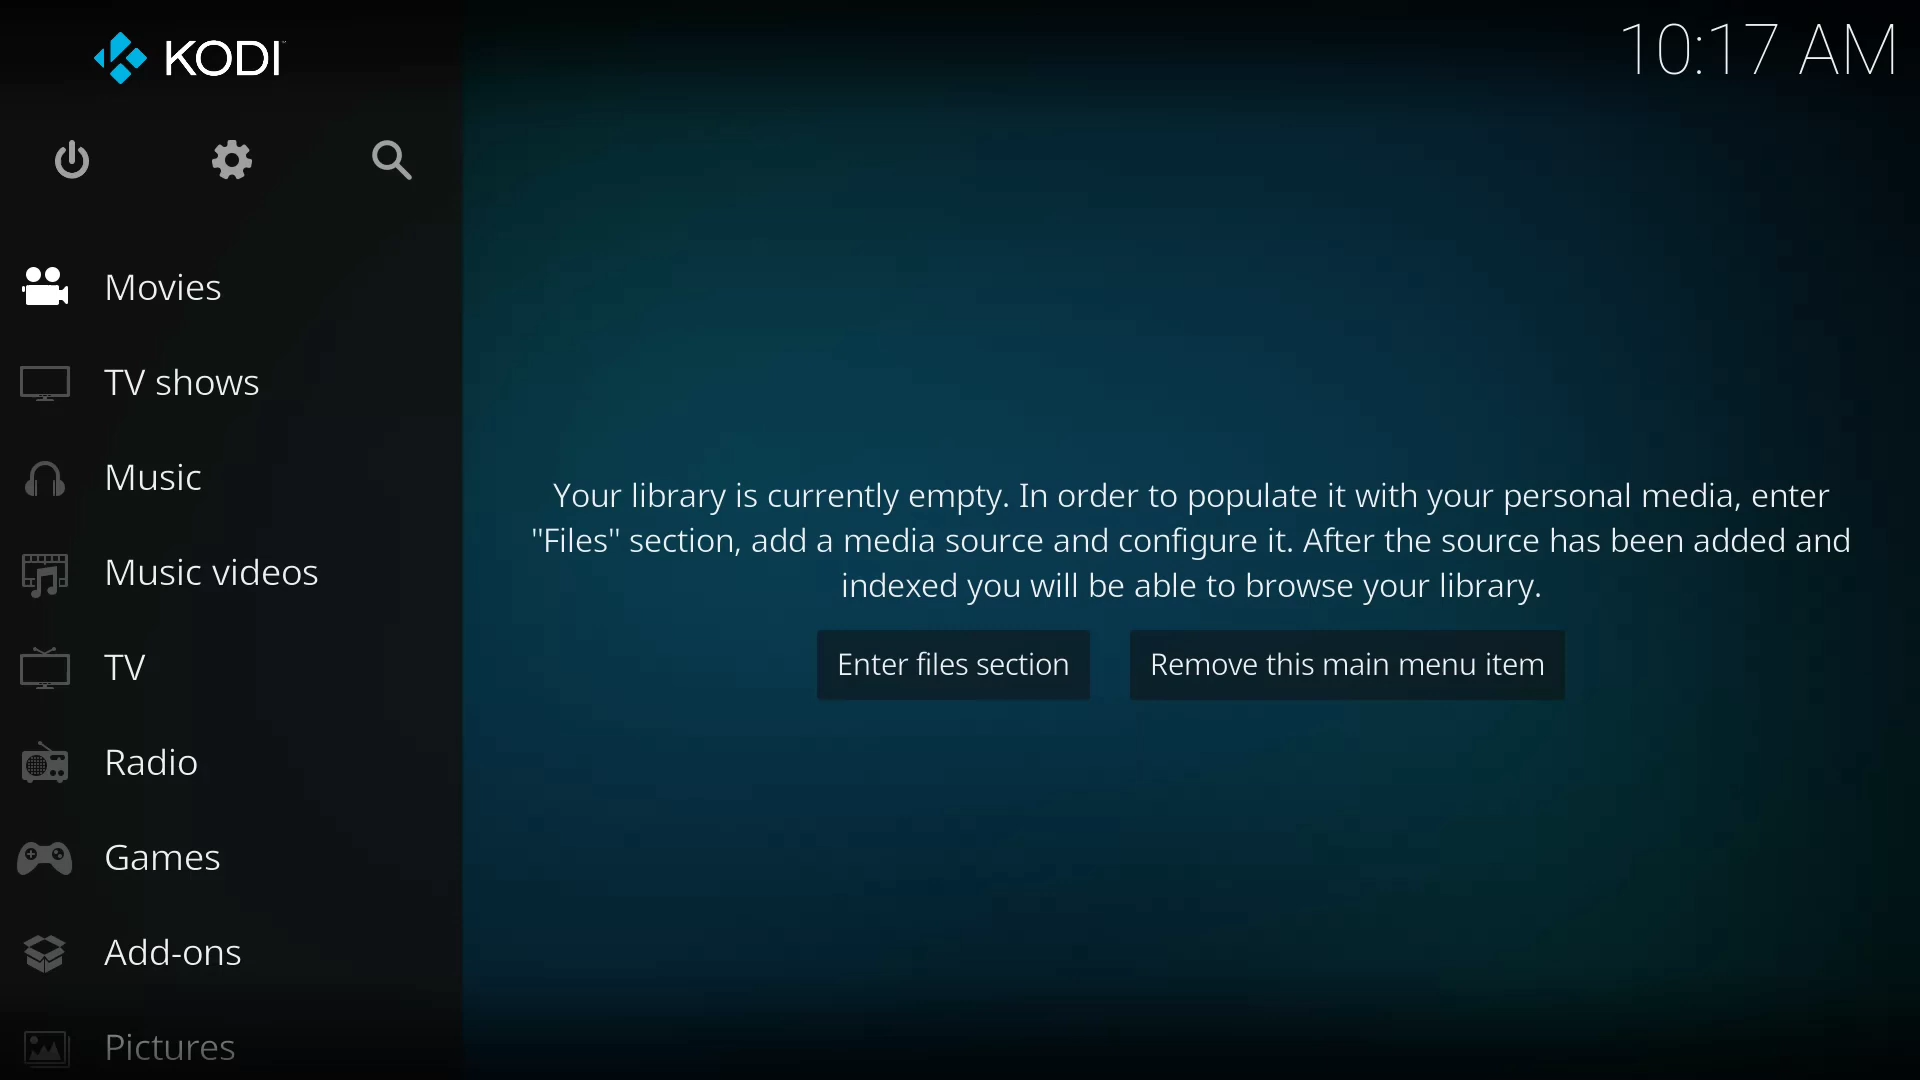 KODI
10:17 AM
Movies
TV shows
Music
Music videos
TV
Radio
Games
Add-ons
Pictures
Your library is currently empty. In order to populate it with your personal media, enter
"Files" section, add a media source and configure it. After the source has been added and
indexed you will be able to browse your library.
Enter files section
Remove this main menu item